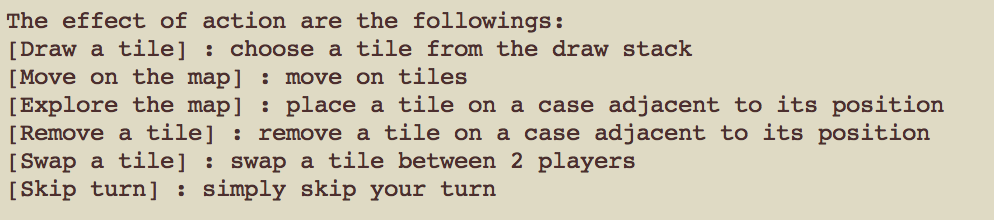 The effect of action are the followings:
[Draw a tile] : choose a tile from the draw stack
[Move on the map] : move on tiles
[Explore the map] : place a tile on a case adjacent to its position
[Remove a tile] : remove a tile on a case adjacent to its position
[Swap a tile] : swap a tile between 2 players
[Skip turn] : simply skip your turn